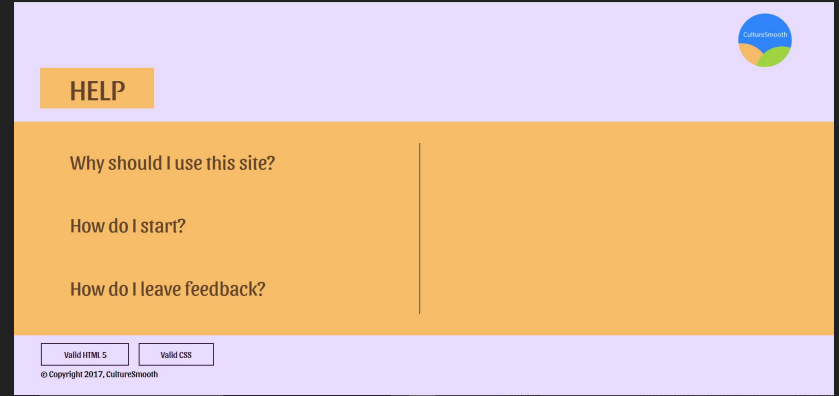 CultureSmooth
HELP
Why should I use this site?
How do I start?
How do I leave feedback?
Valid HTML 5
Valid CSS
© Copyright 2017, CultureSmooth